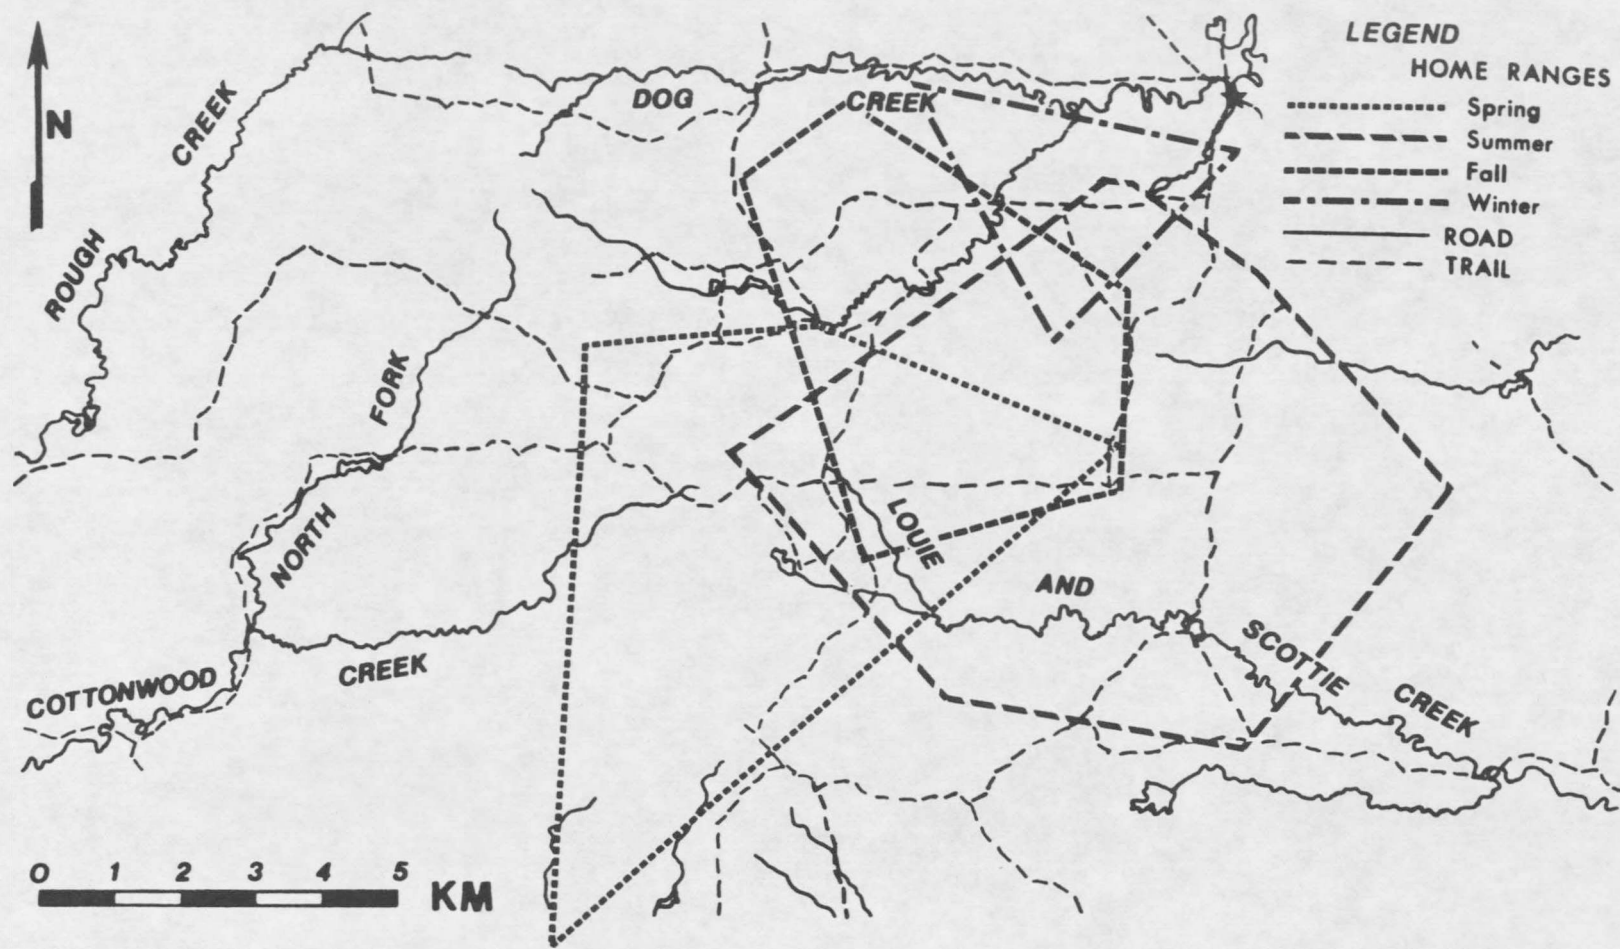 LEGEND
HOME RANGES
Spring
Summer
Fall
Winter
ROAD
TRAIL
N
ROUGH CREEK
DOG CREEK
NORTH FORK
COTTONWOOD CREEK
LOUIE AND SCOTTIE CREEK
0 1 2 3 4 5 KM